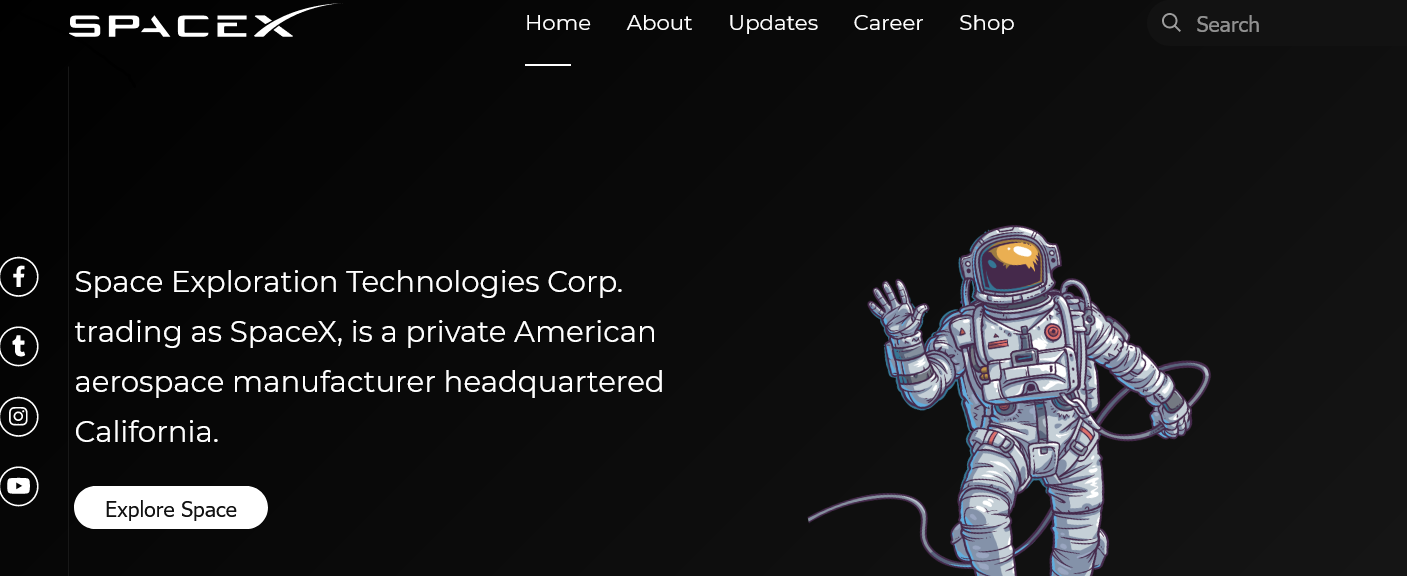 SPACEX
Home About Updates Career Shop
Search
Space Exploration Technologies Corp.
trading as SpaceX, is a private American
aerospace manufacturer headquartered
California.
Explore Space